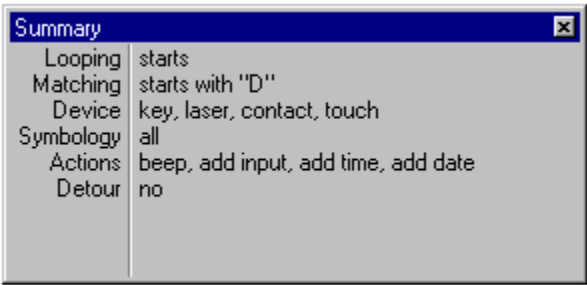 Summary
Looping starts
Matching starts with "D"
Device key, laser, contact, touch
Symbology all
Actions beep, add input, add time, add date
Detour no